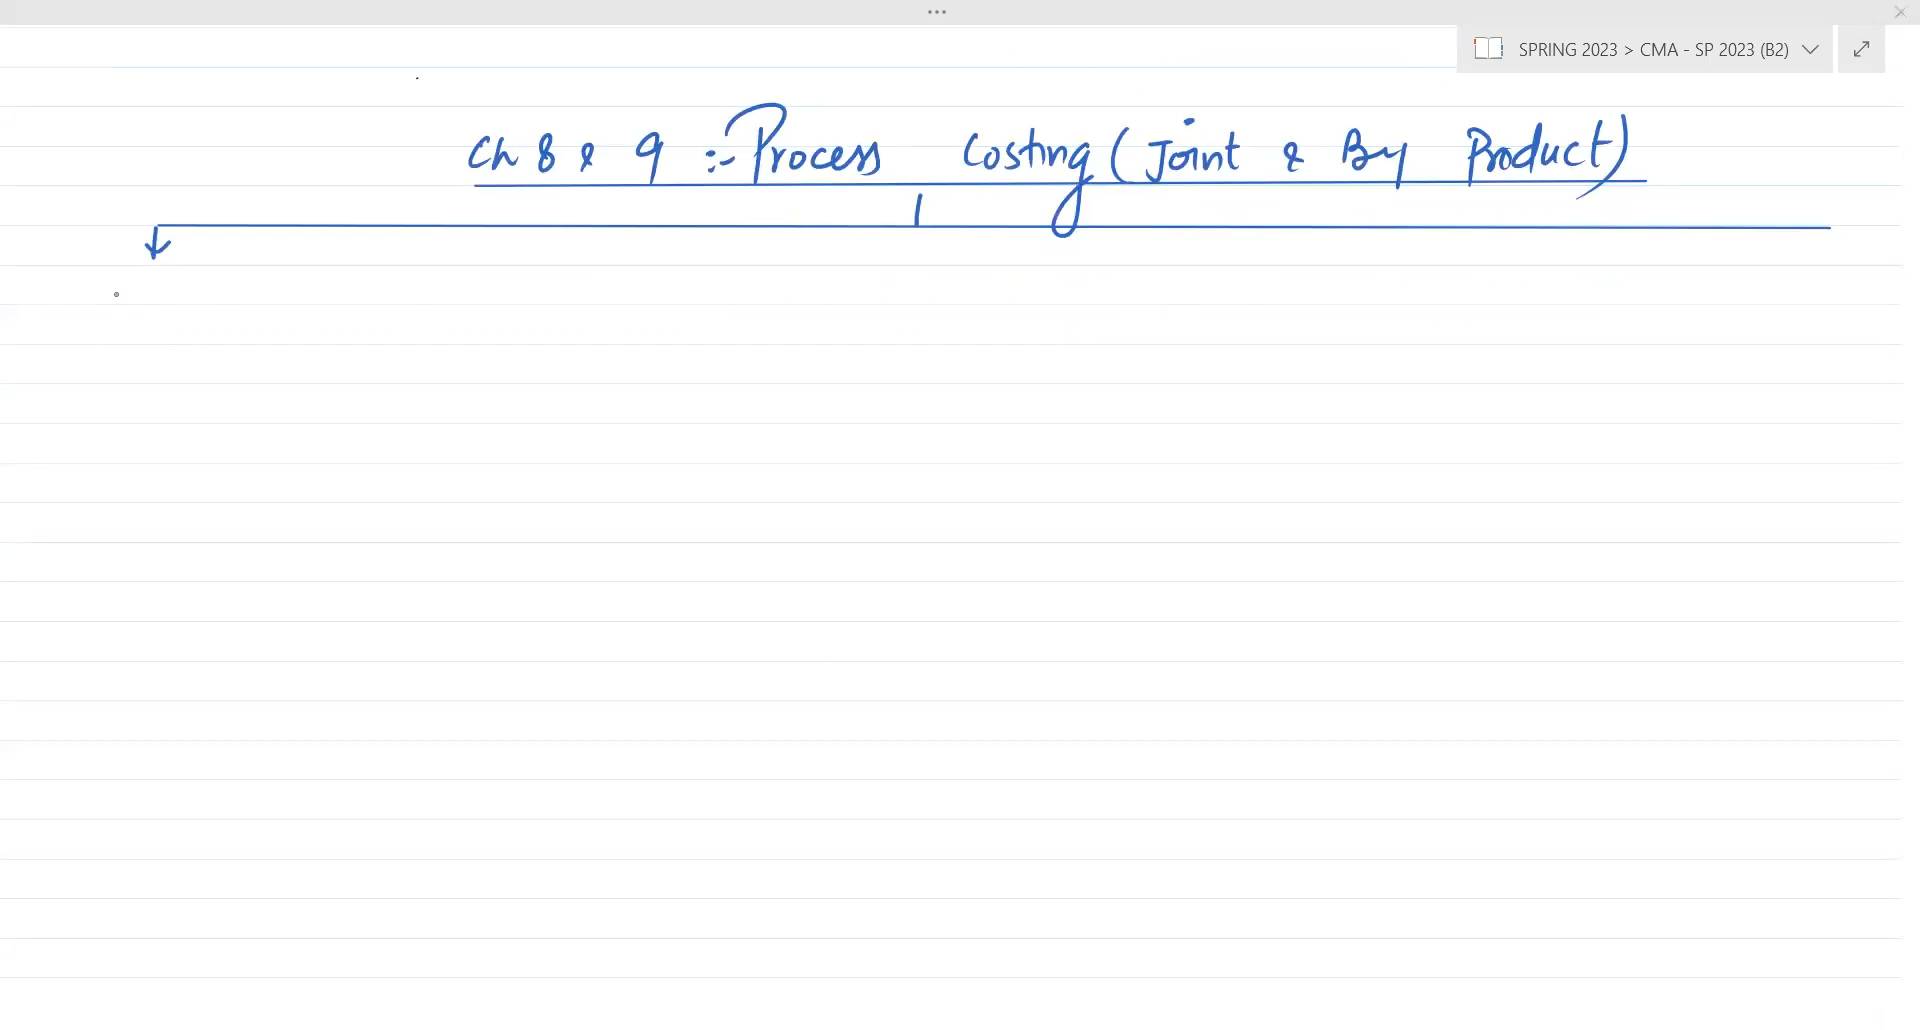 SPRING 2023 > CMA - SP 2023 (B2)
Ch 8 & 9 :- Process Costing (Joint & By Product)